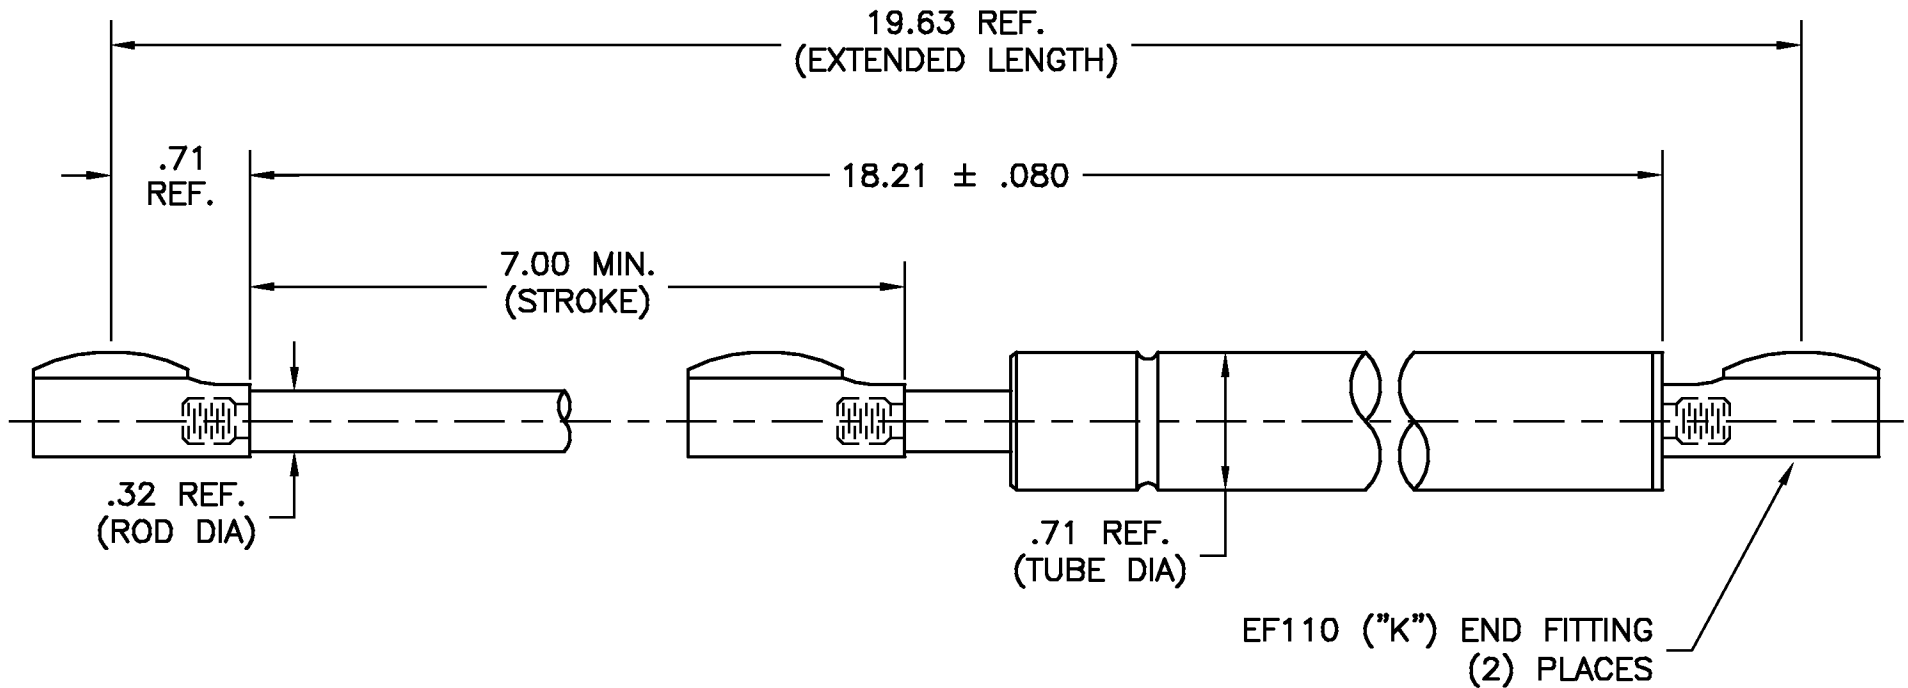 19.63 REF.
(EXTENDED LENGTH)
.71
REF.
18.21 ± .080
7.00 MIN.
(STROKE)
.32 REF.
(ROD DIA)
.71 REF.
(TUBE DIA)
EF110 ("K") END FITTING
(2) PLACES